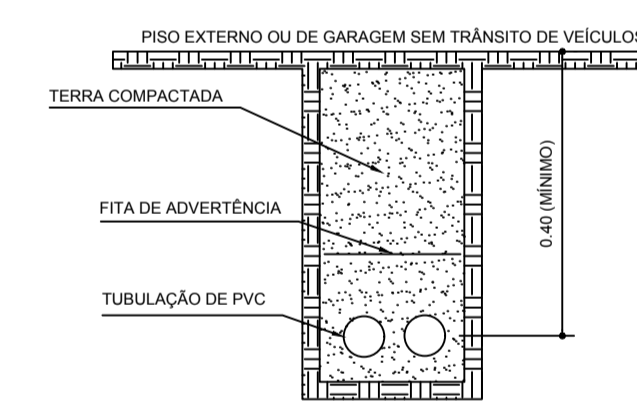 PISO EXTERNO OU DE GARAGEM SEM TRÂNSITO DE VEÍCULOS
TERRA COMPACTADA
FITA DE ADVERTÊNCIA
0.40 (MÍNIMO)
TUBULAÇÃO DE PVC